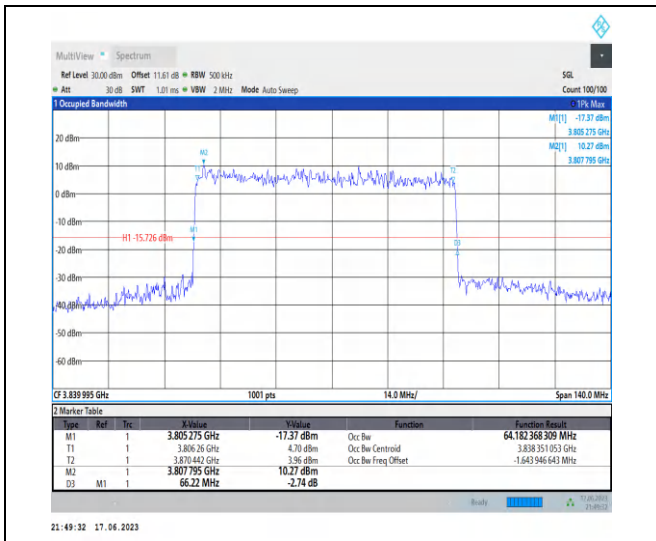 MultiView Spectrum
Ref Level 30.00 dBm Offset 11.61 dB RBW 500 kHz SGL
Att 30 dB SWT 1.01 ms VBW 2 MHz Mode Auto Sweep Count 100/100
1 Occupied Bandwidth 1Pk Max
M1[1] -17.37 dBm
3.805 275 GHz
M2[1] 10.27 dBm
3.807 795 GHz
20 dBm
M2
10 dBm
T1
T2
0 dBm
-10 dBm
M1
H1 -15.726 dBm
D3
-20 dBm
-30 dBm
-40 dBm
-50 dBm
-60 dBm
CF 3.839 995 GHz 1001 pts 14.0 MHz/ Span 140.0 MHz
2 Marker Table
Type Ref Trc X-Value Y-Value Function Function Result
M1 1 3.805 275 GHz -17.37 dBm Occ Bw 64.182 368 309 MHz
T1 1 3.806 26 GHz 4.70 dBm Occ Bw Centroid 3.838 351 053 GHz
T2 1 3.870 442 GHz 3.96 dBm Occ Bw Freq Offset -1.643 946 643 MHz
M2 1 3.807 795 GHz 10.27 dBm
D3 M1 1 66.22 MHz -2.74 dB
Ready 17.06.2023
21:49:32
21:49:32 17.06.2023